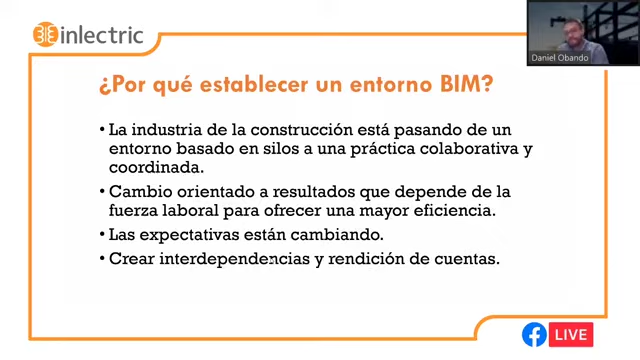 inlectric
Daniel Obando
¿Por qué establecer un entorno BIM?
• La industria de la construcción está pasando de un
entorno basado en silos a una práctica colaborativa y
coordinada.
• Cambio orientado a resultados que depende de la
fuerza laboral para ofrecer una mayor eficiencia.
• Las expectativas están cambiando.
• Crear interdependencias y rendición de cuentas.
LIVE